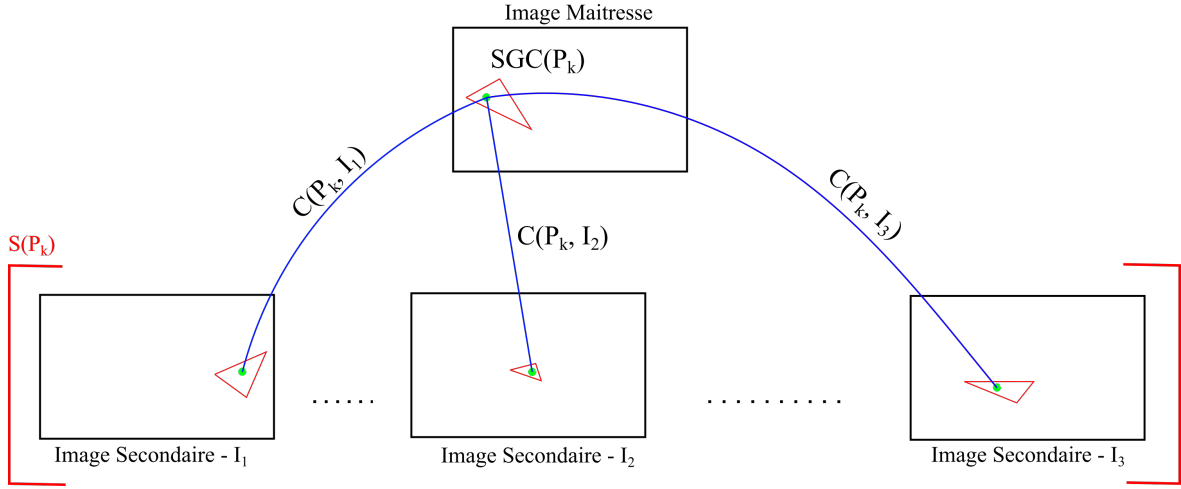 Image Maitresse
SGC(Pk)
C(Pk, I1)
C(Pk, I2)
C(Pk, I3)
S(Pk)
......
..........
Image Secondaire - I1
Image Secondaire - I2
Image Secondaire - I3